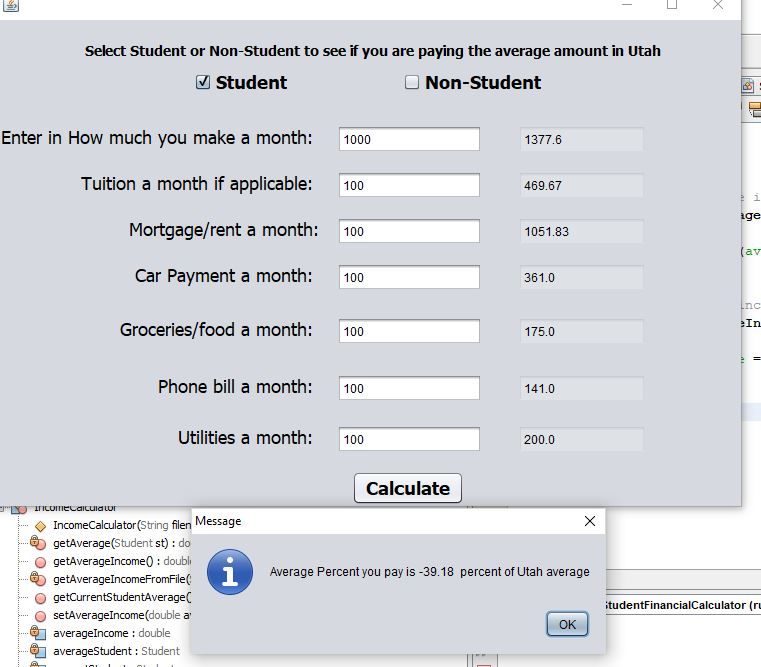 Select Student or Non-Student to see if you are paying the average amount in Utah
Student Non-Student
Enter in How much you make a month: 1000 1377.6
Tuition a month if applicable: 100 469.67
Mortgage/rent a month: 100 1051.83
Car Payment a month: 100 361.0
Groceries/food a month: 100 175.0
Phone bill a month: 100 141.0
Utilities a month: 100 200.0
Calculate
IncomeCalculator
IncomeCalculator(String
getAverage(Student st) :
getAverageIncome() :
getAverageIncomeFromFile(
getCurrentStudentAverage()
setAverageIncome(double
averageIncome : double
averageStudent : Student
Message
Average Percent you pay is -39.18 percent of Utah average
OK
StudentFinancialCalculator